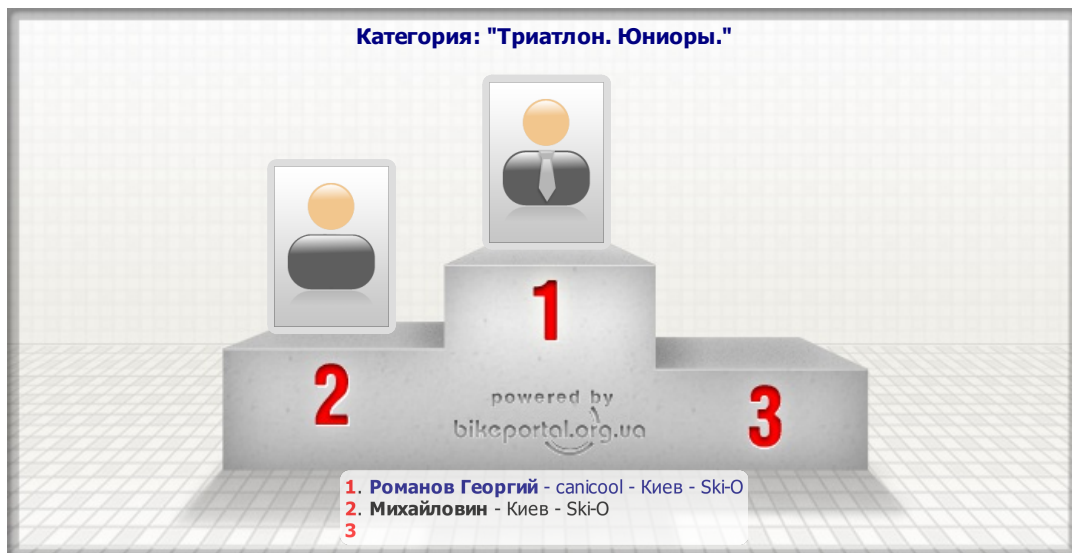 Категория: "Триатлон. Юниоры."
1
2
3
powered by
bikeportal.org.ua
1. Романов Георгий - canicool - Киев - Ski-O
2. Михайловин - Киев - Ski-O
3